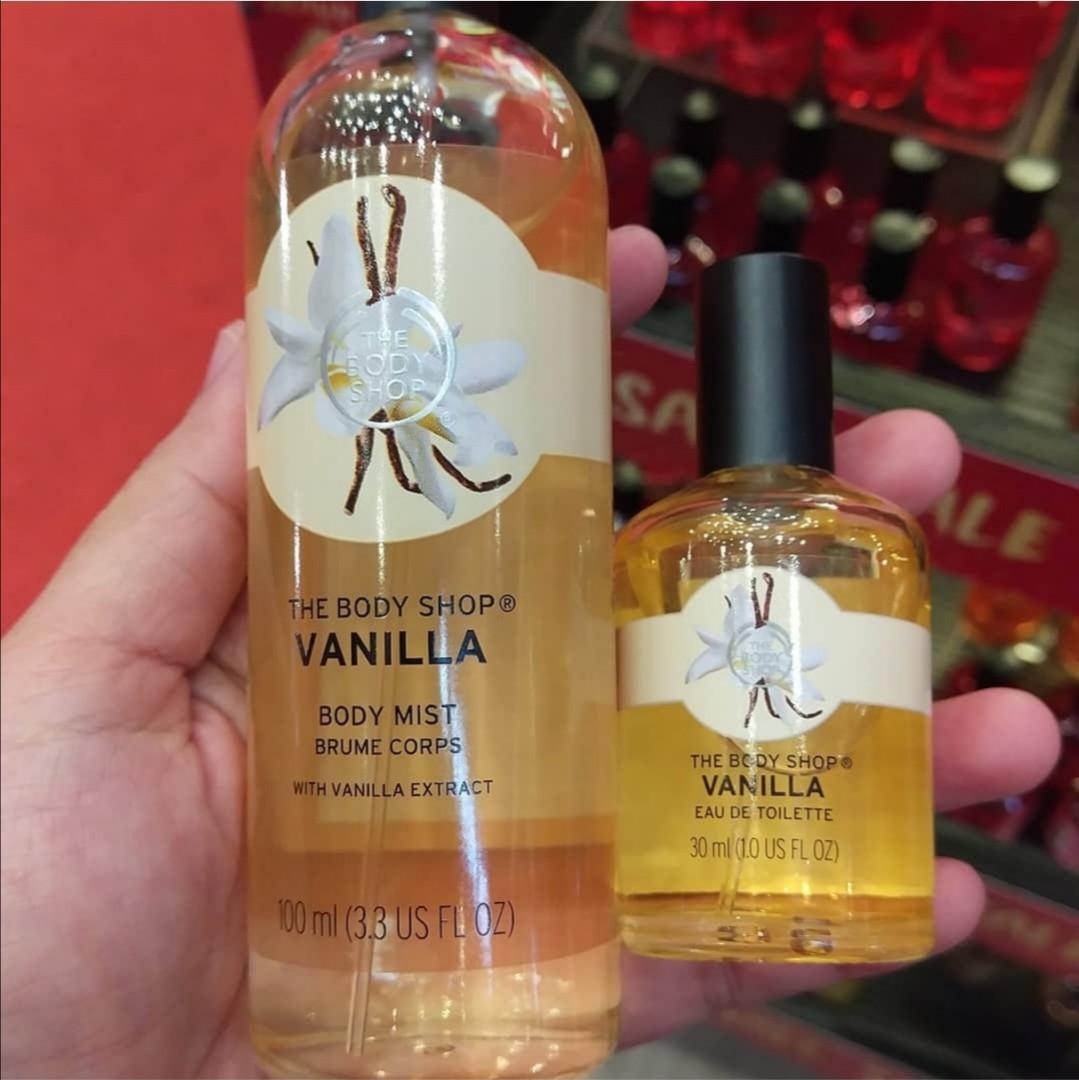 THE
BODY
SHOP
®
THE BODY SHOP®
VANILLA
BODY MIST
BRUME CORPS
WITH VANILLA EXTRACT
100 ml (3.3 US FL OZ)
THE
BODY
SHOP
THE BODY SHOP®
VANILLA
EAU DE TOILETTE
30 ml (1.0 US FL OZ)
SALE